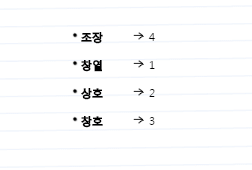 • 조장 → 4
• 창열 → 1
• 상호 → 2
• 창호 → 3